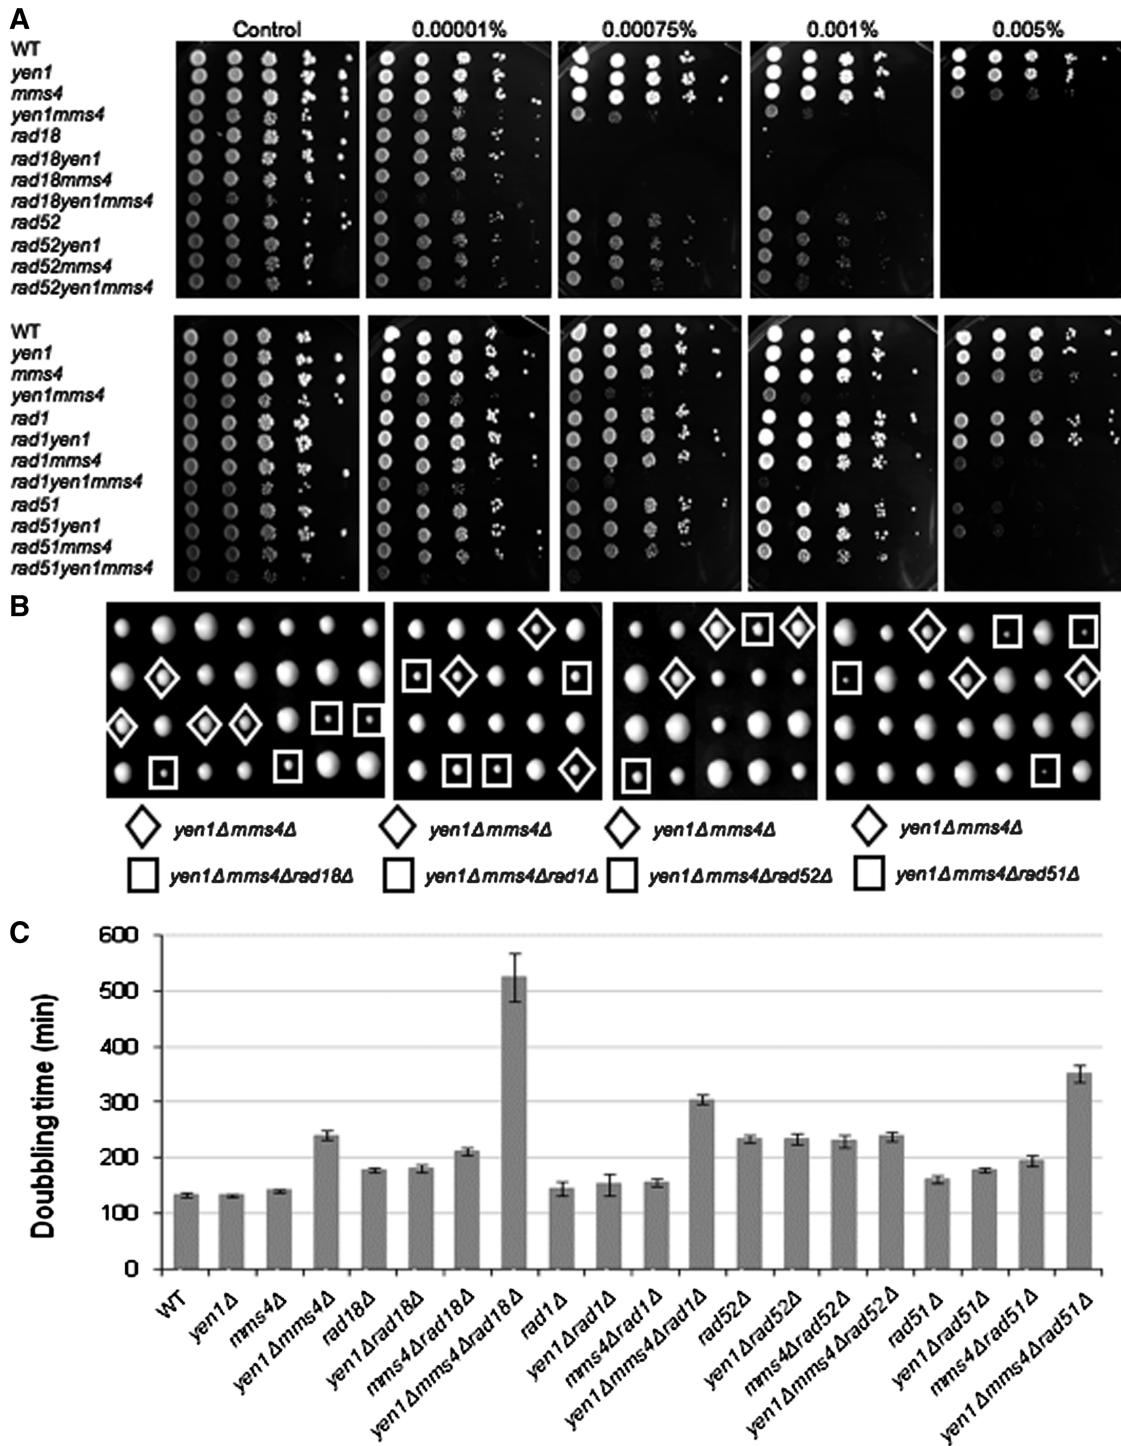 A
Control 0.00001% 0.00075% 0.001% 0.005%
WT
yen1
mms4
yen1mms4
rad18
rad18yen1
rad18mms4
rad18yen1mms4
rad52
rad52yen1
rad52mms4
rad52yen1mms4
WT
yen1
mms4
yen1mms4
rad1
rad1yen1
rad1mms4
rad1yen1mms4
rad51
rad51yen1
rad51mms4
rad51yen1mms4
B
yen1Δmms4Δ yen1Δmms4Δ yen1Δmms4Δ yen1Δmms4Δ
yen1Δmms4Δrad18Δ yen1Δmms4Δrad1Δ yen1Δmms4Δrad52Δ yen1Δmms4Δrad51Δ
C
Doubbling time (min)
600
500
400
300
200
100
0
WT
yen1Δ
mms4Δ
yen1Δmms4Δ
rad18Δ
yen1Δrad18Δ
mms4Δrad18Δ
yen1Δmms4Δrad18Δ
rad1Δ
yen1Δrad1Δ
mms4Δrad1Δ
yen1Δmms4Δrad1Δ
rad52Δ
yen1Δrad52Δ
mms4Δrad52Δ
yen1Δmms4Δrad52Δ
rad51Δ
yen1Δrad51Δ
mms4Δrad51Δ
yen1Δmms4Δrad51Δ